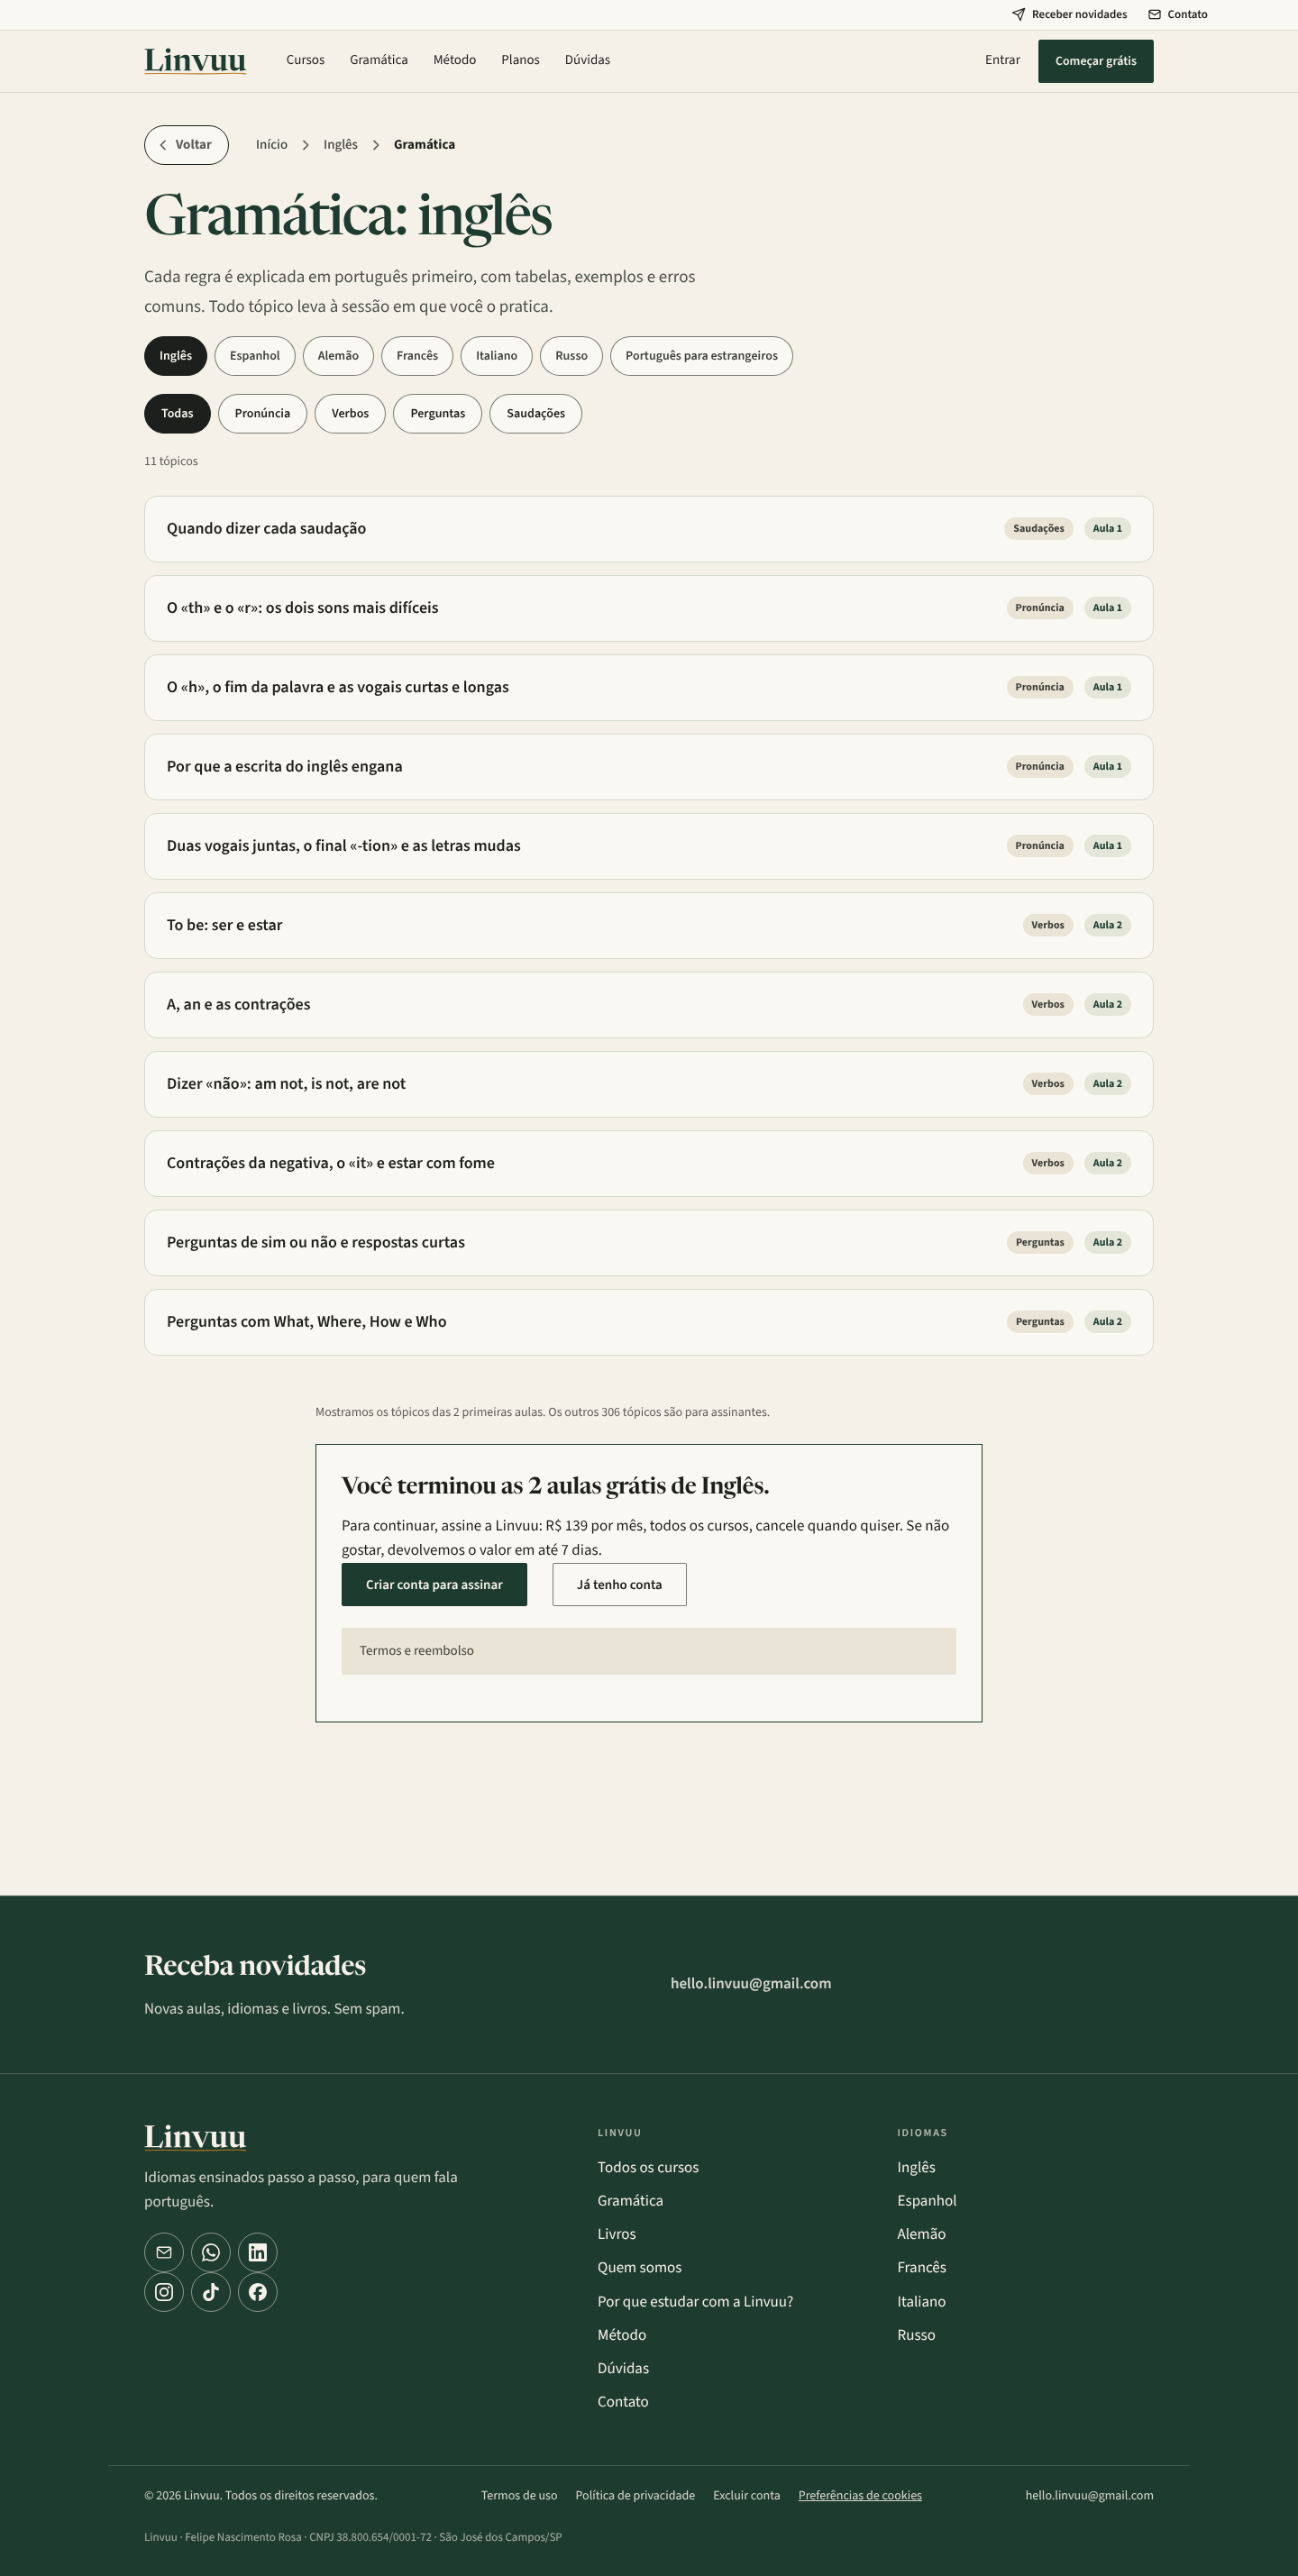 Receber novidades
Contato
Linvuu
Cursos
Gramática
Método
Planos
Dúvidas
Entrar
Começar grátis
Voltar
Início
Inglês
Gramática
Gramática: inglês
Cada regra é explicada em português primeiro, com tabelas, exemplos e erros
comuns. Todo tópico leva à sessão em que você o pratica.
Inglês
Espanhol
Alemão
Francês
Italiano
Russo
Português para estrangeiros
Todas
Pronúncia
Verbos
Perguntas
Saudações
11 tópicos
Quando dizer cada saudação
Saudações
Aula 1
O «th» e o «r»: os dois sons mais difíceis
Pronúncia
Aula 1
O «h», o fim da palavra e as vogais curtas e longas
Pronúncia
Aula 1
Por que a escrita do inglês engana
Pronúncia
Aula 1
Duas vogais juntas, o final «-tion» e as letras mudas
Pronúncia
Aula 1
To be: ser e estar
Verbos
Aula 2
A, an e as contrações
Verbos
Aula 2
Dizer «não»: am not, is not, are not
Verbos
Aula 2
Contrações da negativa, o «it» e estar com fome
Verbos
Aula 2
Perguntas de sim ou não e respostas curtas
Perguntas
Aula 2
Perguntas com What, Where, How e Who
Perguntas
Aula 2
Mostramos os tópicos das 2 primeiras aulas. Os outros 306 tópicos são para assinantes.
Você terminou as 2 aulas grátis de Inglês.
Para continuar, assine a Linvuu: R$ 139 por mês, todos os cursos, cancele quando quiser. Se não
gostar, devolvemos o valor em até 7 dias.
Criar conta para assinar
Já tenho conta
Termos e reembolso
Receba novidades
Novas aulas, idiomas e livros. Sem spam.
hello.linvuu@gmail.com
Linvuu
Idiomas ensinados passo a passo, para quem fala
português.
LINVUU
Todos os cursos
Gramática
Livros
Quem somos
Por que estudar com a Linvuu?
Método
Dúvidas
Contato
IDIOMAS
Inglês
Espanhol
Alemão
Francês
Italiano
Russo
© 2026 Linvuu. Todos os direitos reservados.
Termos de uso
Política de privacidade
Excluir conta
Preferências de cookies
hello.linvuu@gmail.com
Linvuu · Felipe Nascimento Rosa · CNPJ 38.800.654/0001-72 · São José dos Campos/SP